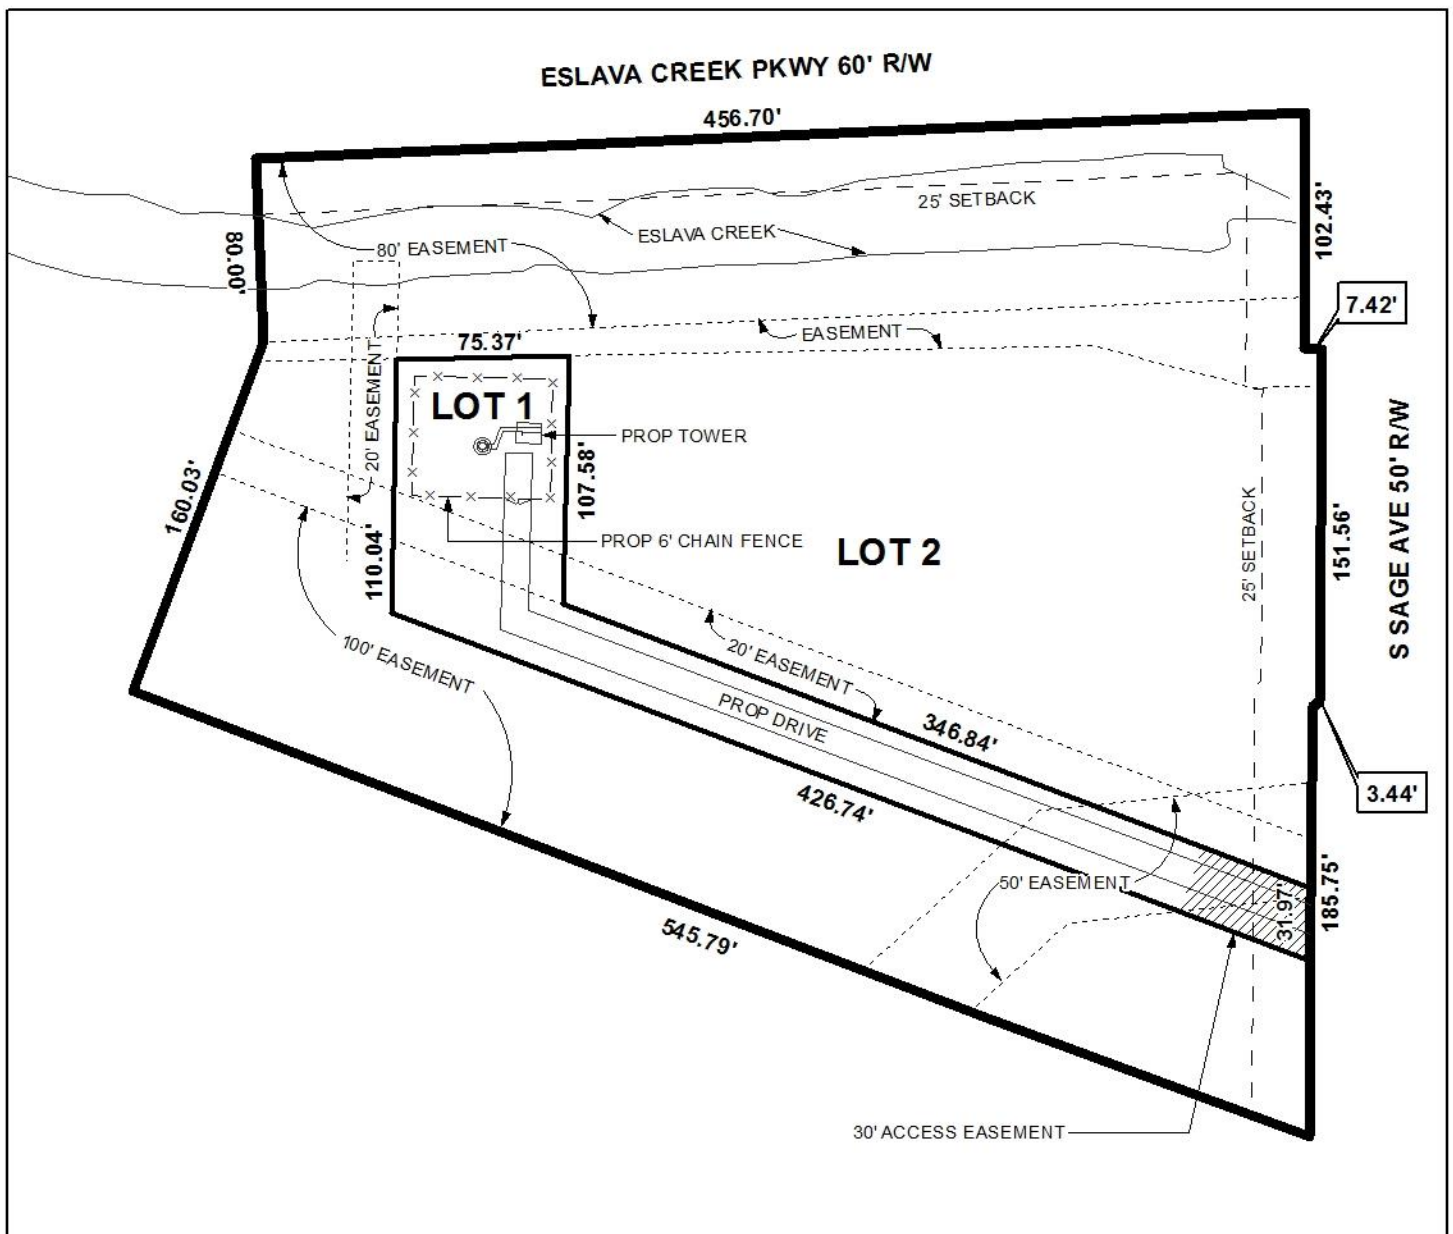 ESLAVA CREEK PKWY 60' R/W
456.70'
25' SETBACK
102.43'
ESLAVA CREEK
80' EASEMENT
80.00'
7.42'
EASEMENT
75.37'
20' EASEMENT
LOT 1
PROP TOWER
107.58'
160.03'
S SAGE AVE 50' R/W
151.56'
25' SETBACK
PROP 6' CHAIN FENCE
LOT 2
110.04'
100' EASEMENT
20' EASEMENT
PROP DRIVE
346.84'
3.44'
426.74'
50' EASEMENT
31.97'
185.75'
545.79'
30' ACCESS EASEMENT